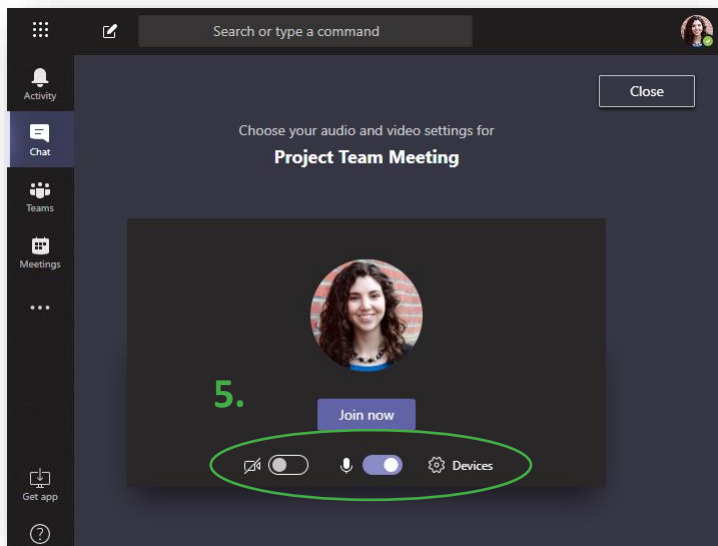 Search or type a command
Activity
Close
Choose your audio and video settings for
Chat
Project Team Meeting
Teams
Meetings
5.
Join now
Devices
Get app